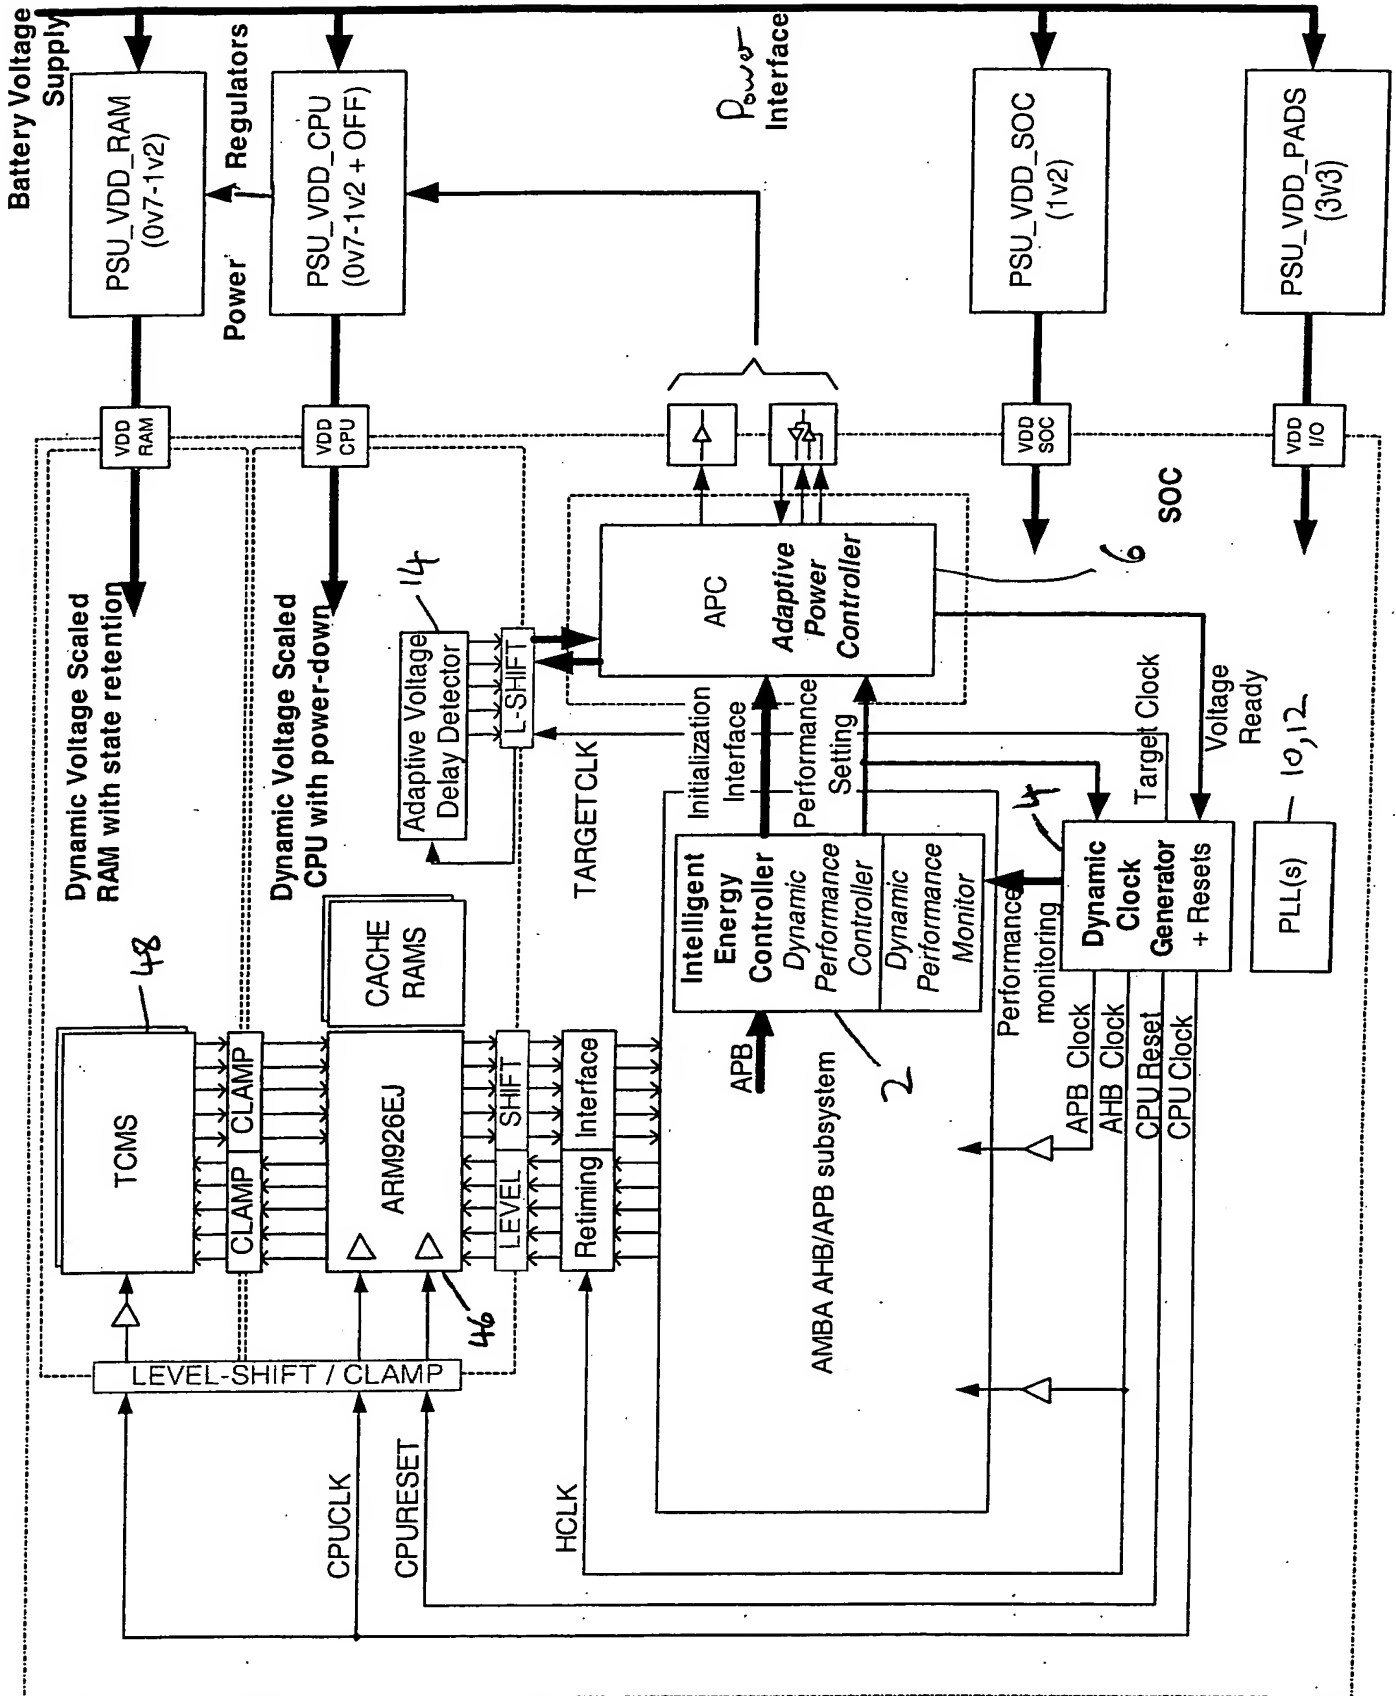 Battery Voltage
Supply
PSU_VDD_RAM
(0v7-1v2)
Power Regulators
PSU_VDD_CPU
(0v7-1v2 + OFF)
Power
Interface
PSU_VDD_SOC
(1v2)
PSU_VDD_PADS
(3v3)
VDD
RAM
VDD
CPU
VDD
SOC
VDD
I/O
SOC
Dynamic Voltage Scaled
RAM with state retention
Dynamic Voltage Scaled
CPU with power-down
14
Adaptive Voltage
Delay Detector
L-SHIFT
TARGETCLK
APC
Adaptive
Power
Controller
6
Initialization
Interface
Performance
Setting
Target Clock
Voltage
Ready
10,12
PLL(s)
4
Dynamic
Clock
Generator
+ Resets
Performance
monitoring
Intelligent
Energy
Controller
Dynamic
Performance
Controller
Dynamic
Performance
Monitor
2
APB
AMBA AHB/APB subsystem
APB Clock
AHB Clock
CPU Reset
CPU Clock
48
TCMS
CACHE
RAMS
CLAMP CLAMP
ARM926EJ
46
LEVEL SHIFT
Retiming Interface
LEVEL-SHIFT / CLAMP
CPUCLK
CPURESET
HCLK